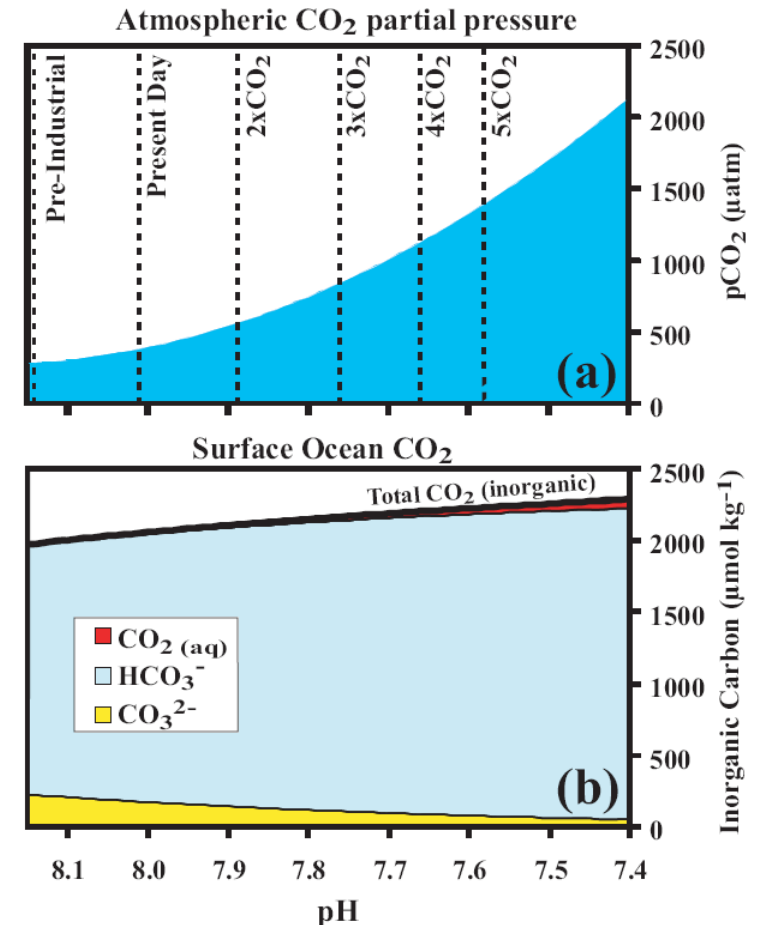 Atmospheric CO₂ partial pressure
Pre-Industrial
Present Day
2xCO₂
3xCO₂
4xCO₂
5xCO₂
2500
2000
1500
1000
500
0
pCO₂ (µatm)
(a)
Surface Ocean CO₂
Total CO₂ (inorganic)
CO₂ (aq)
HCO₃⁻
CO₃²⁻
2500
2000
1500
1000
500
0
Inorganic Carbon (µmol kg⁻¹)
(b)
8.1 8.0 7.9 7.8 7.7 7.6 7.5 7.4
pH